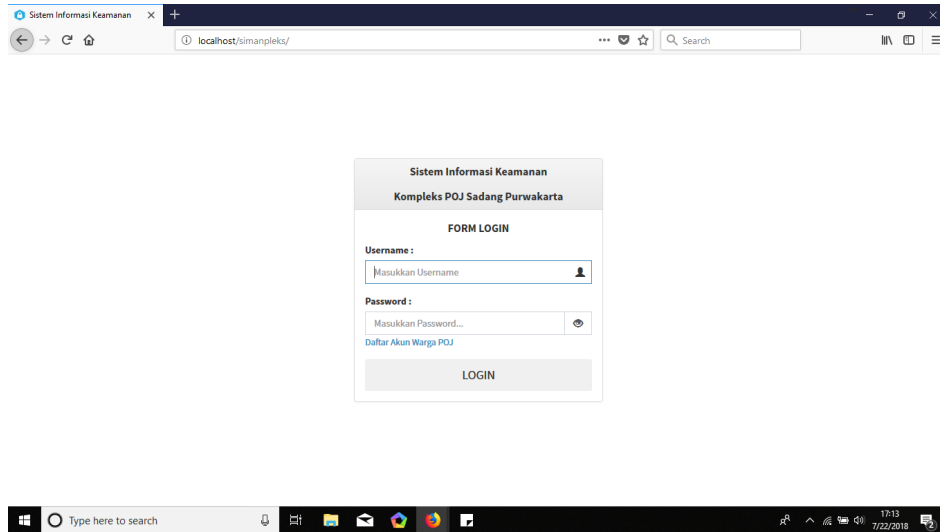 Sistem Informasi Keamanan
localhost/simanpleks/
Search
Sistem Informasi Keamanan
Kompleks POJ Sadang Purwakarta
FORM LOGIN
Username :
Masukkan Username
Password :
Masukkan Password...
Daftar Akun Warga POJ
LOGIN
Type here to search
17:13
7/22/2018
2